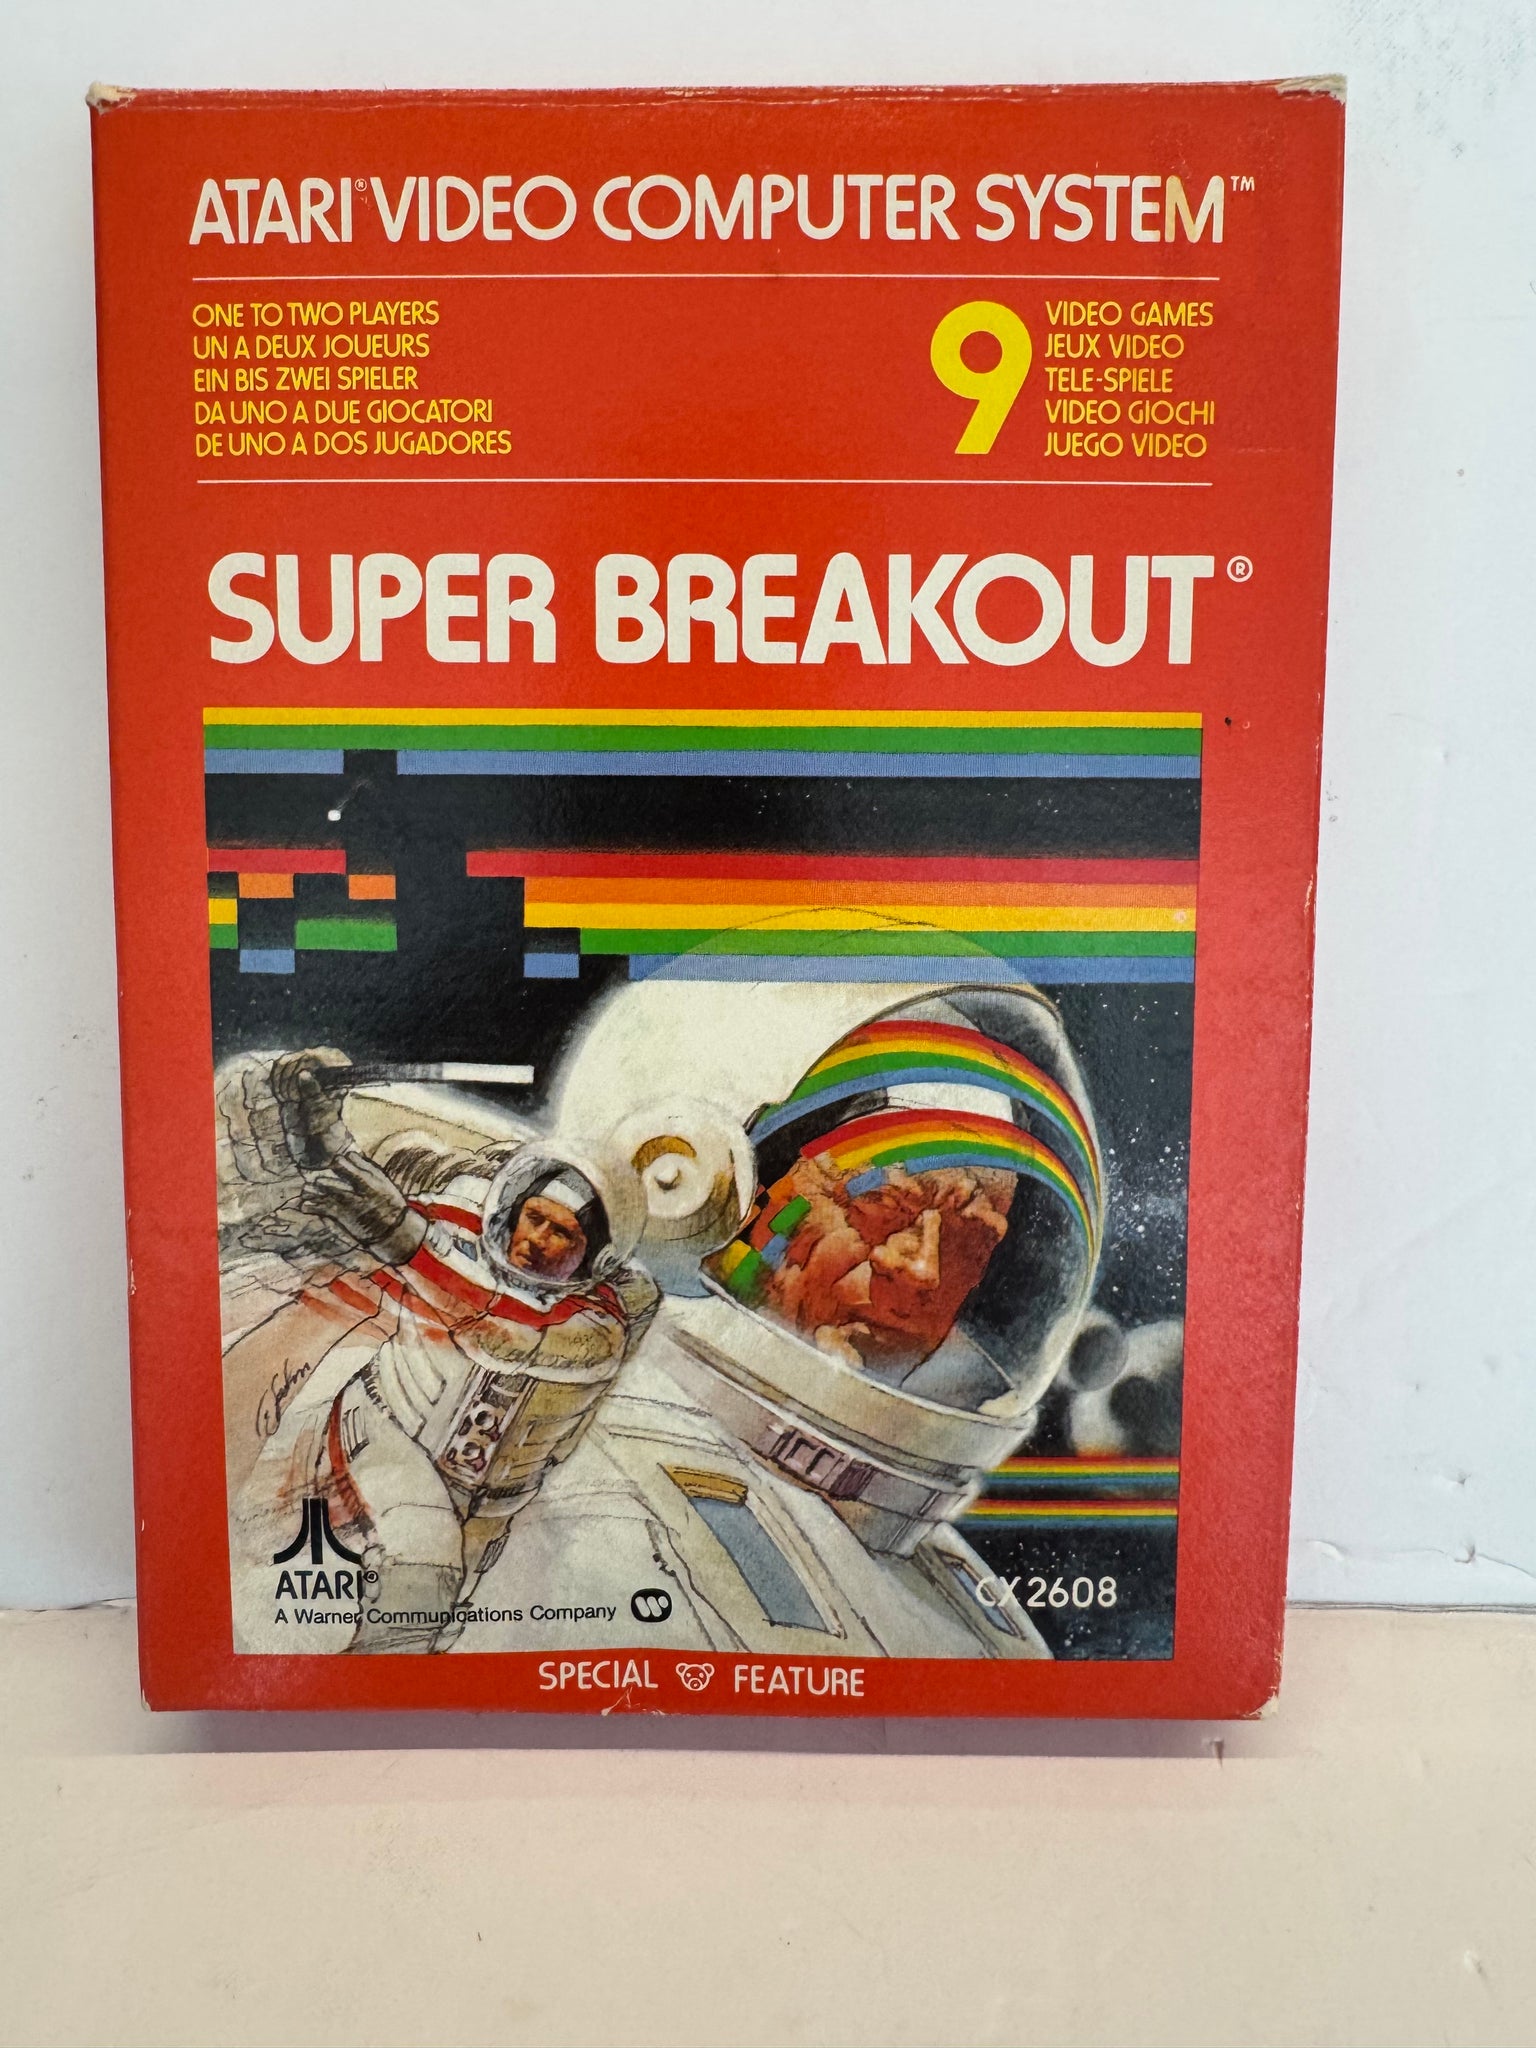 ATARI® VIDEO COMPUTER SYSTEM™
ONE TO TWO PLAYERS
UN A DEUX JOUEURS
EIN BIS ZWEI SPIELER
DA UNO A DUE GIOCATORI
DE UNO A DOS JUGADORES
9
VIDEO GAMES
JEUX VIDEO
TELE-SPIELE
VIDEO GIOCHI
JUEGO VIDEO
SUPER BREAKOUT®
ATARI®
A Warner Communications Company
CX2608
SPECIAL FEATURE